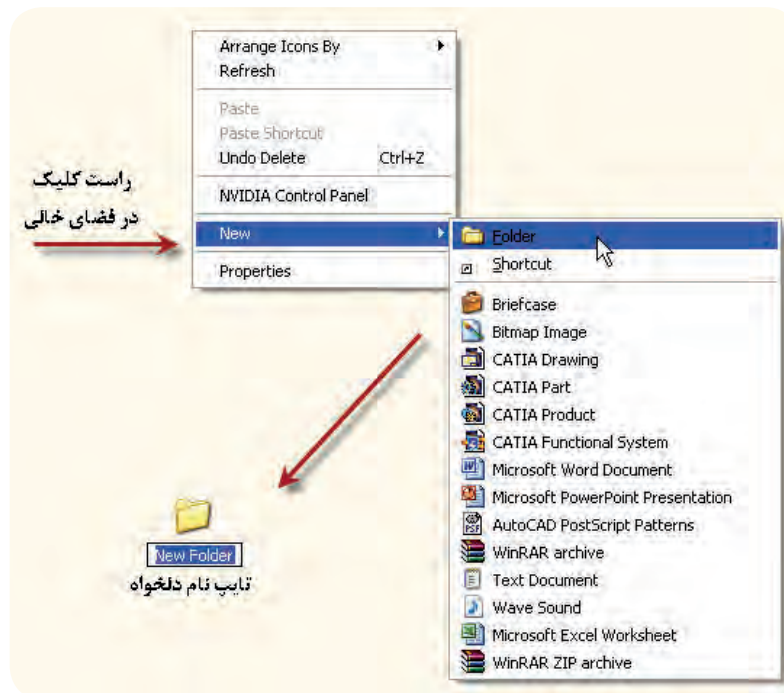 Arrange Icons By
Refresh
Paste
Paste Shortcut
Undo Delete Ctrl+Z
NVIDIA Control Panel
New
Properties
راست کلیک
در فضای خالی
Folder
Shortcut
Briefcase
Bitmap Image
CATIA Drawing
CATIA Part
CATIA Product
CATIA Functional System
Microsoft Word Document
Microsoft PowerPoint Presentation
AutoCAD PostScript Patterns
WinRAR archive
Text Document
Wave Sound
Microsoft Excel Worksheet
WinRAR ZIP archive
New Folder
تایپ نام دلخواه